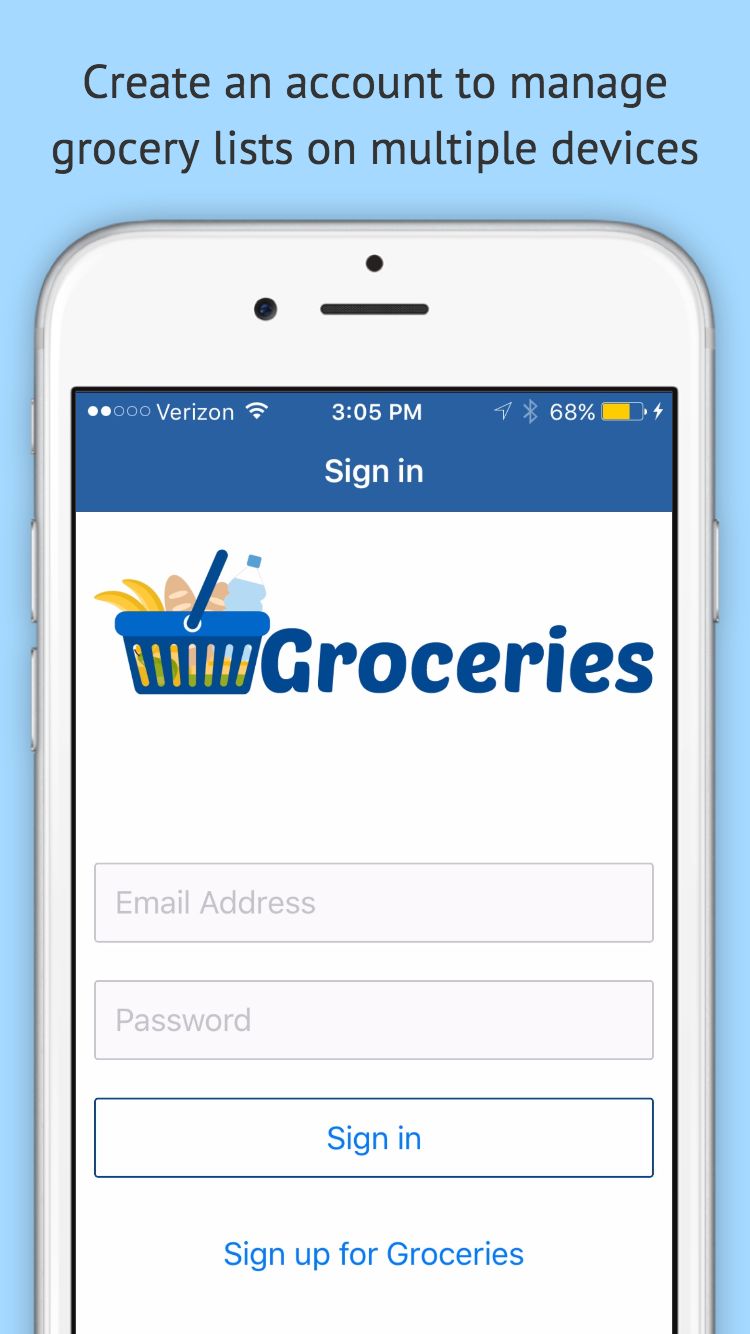 Create an account to manage
grocery lists on multiple devices
Verizon 3:05 PM 68%
Sign in
Groceries
Email Address
Password
Sign in
Sign up for Groceries